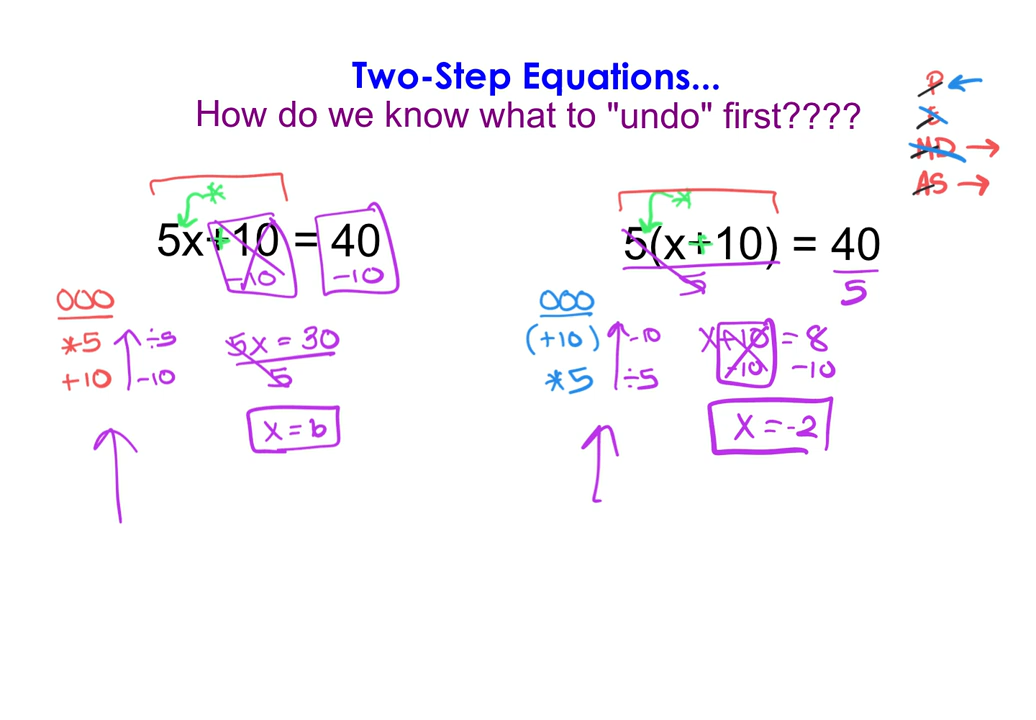 Two-Step Equations...
How do we know what to "undo" first????
P
E
MD →
AS →
*
5x+10 = 40
-10 -10
OOO
*5 ÷5
+10 -10
5x = 30
5
x = 6
*
5(x+10) = 40
5 5
OOO
(+10) -10
*5 ÷5
x+10 = 8
-10 -10
x = -2